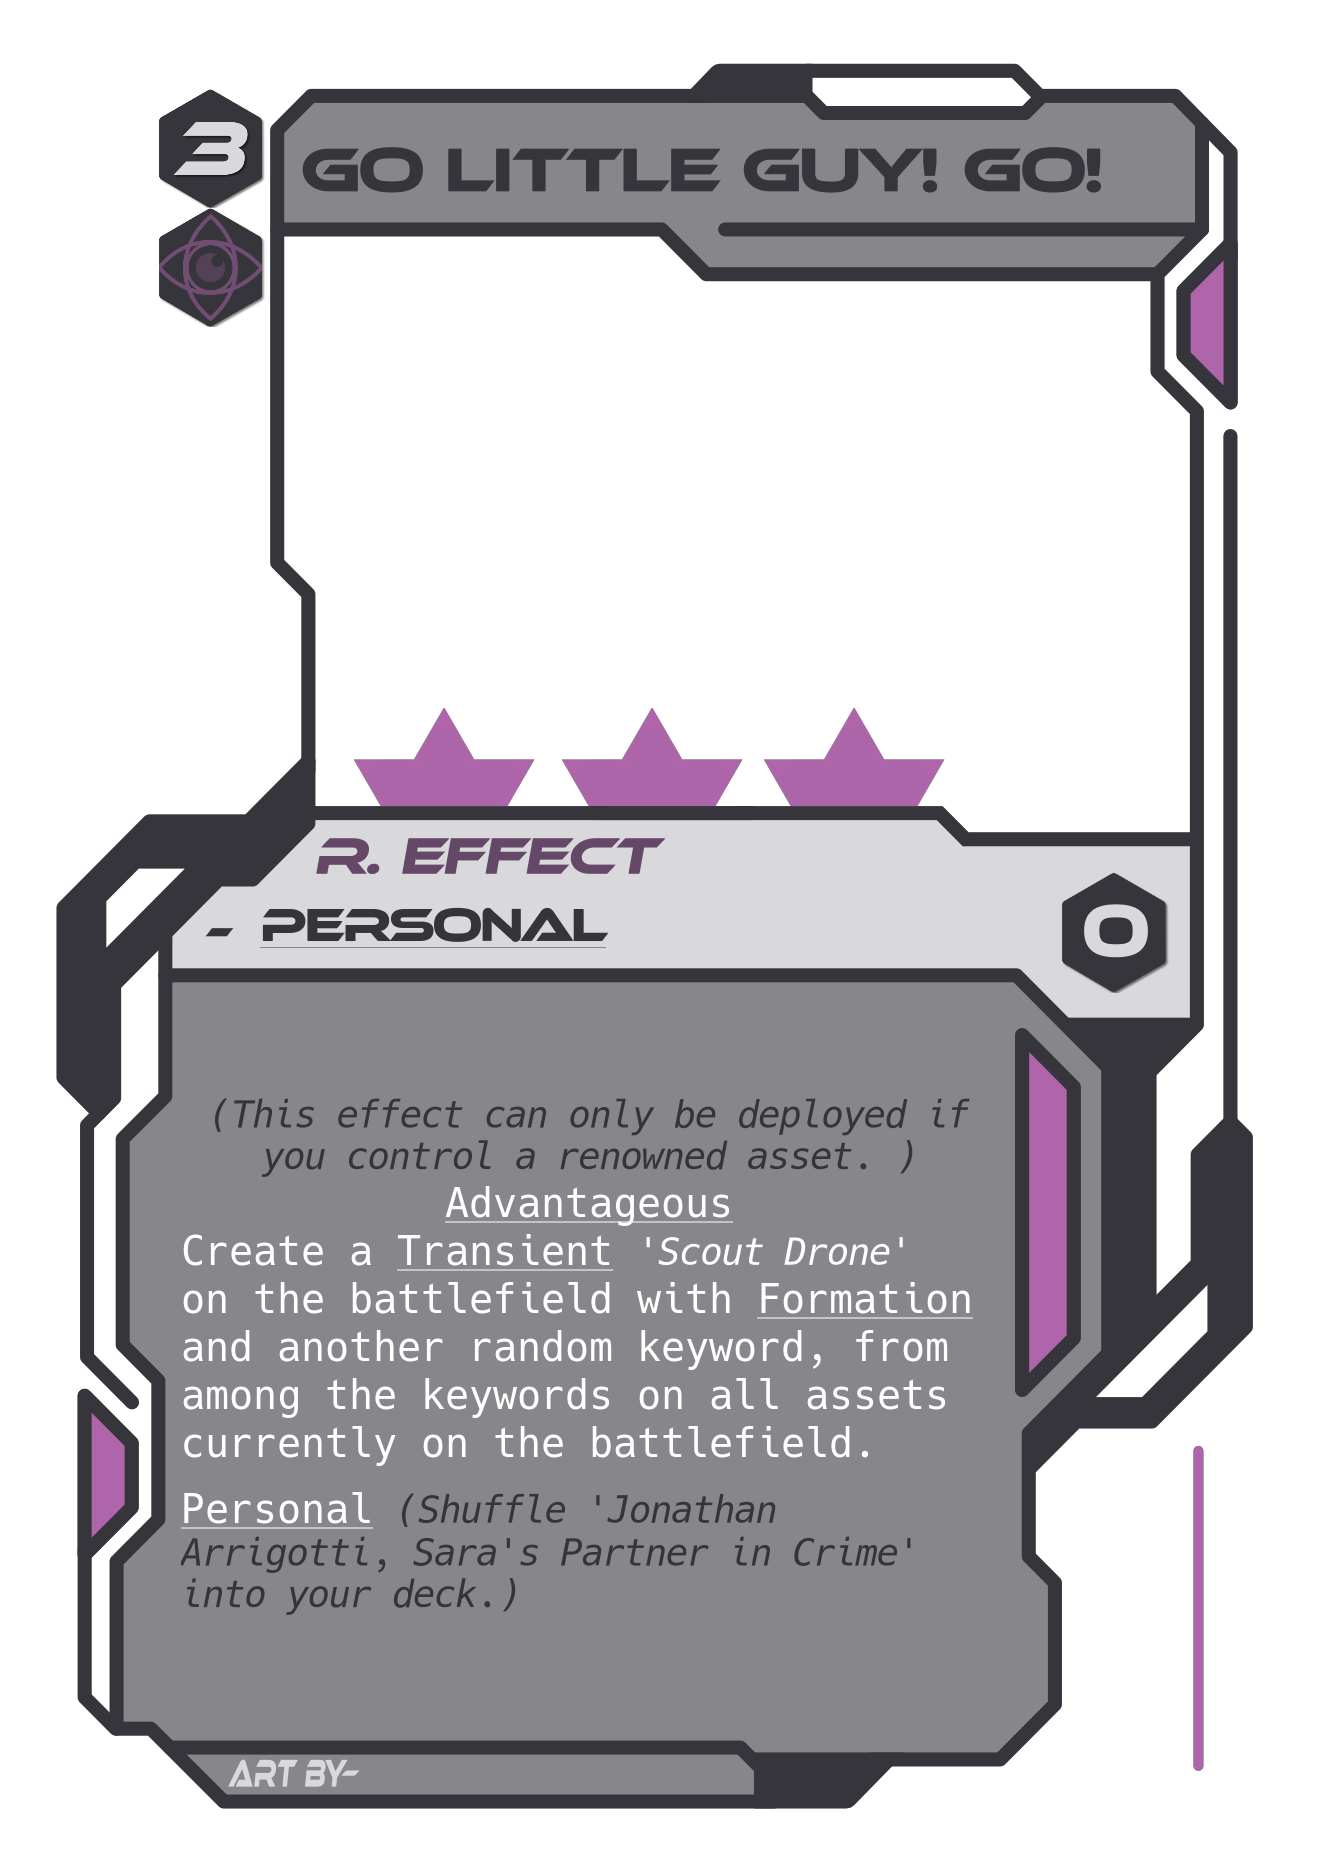 3
GO LITTLE GUY! GO!
R. EFFECT
- PERSONAL
0
(This effect can only be deployed if
you control a renowned asset. )
Advantageous
Create a Transient 'Scout Drone'
on the battlefield with Formation
and another random keyword, from
among the keywords on all assets
currently on the battlefield.
Personal (Shuffle 'Jonathan
Arrigotti, Sara's Partner in Crime'
into your deck.)
ART BY-